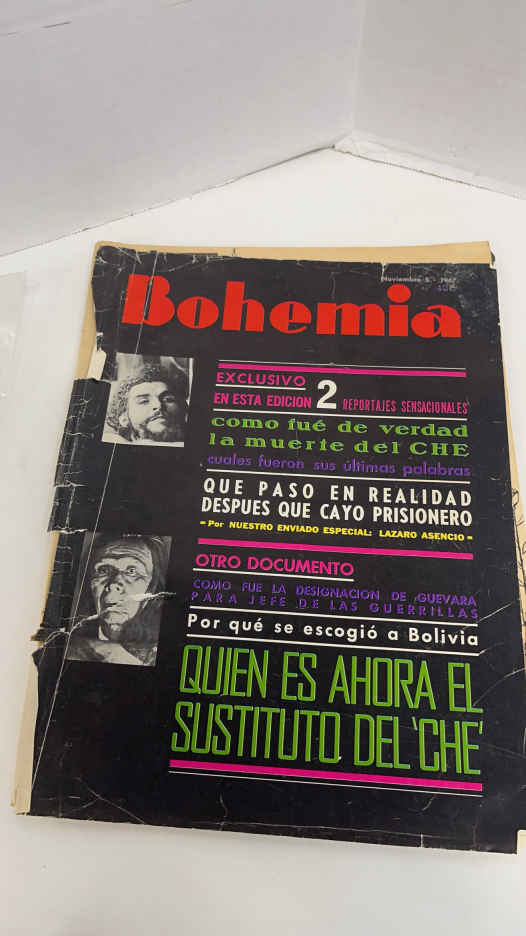 Noviembre 5, 1967
Bohemia
EXCLUSIVO
EN ESTA EDICION 2 REPORTAJES SENSACIONALES
como fué de verdad
la muerte del CHE
cuales fueron sus últimas palabras
QUE PASO EN REALIDAD
DESPUES QUE CAYO PRISIONERO
= Por NUESTRO ENVIADO ESPECIAL: LAZARO ASENCIO =
OTRO DOCUMENTO
COMO FUE LA DESIGNACION DE GUEVARA
PARA JEFE DE LAS GUERRILLAS
Por qué se escogió a Bolivia
QUIEN ES AHORA EL
SUSTITUTO DEL 'CHE'